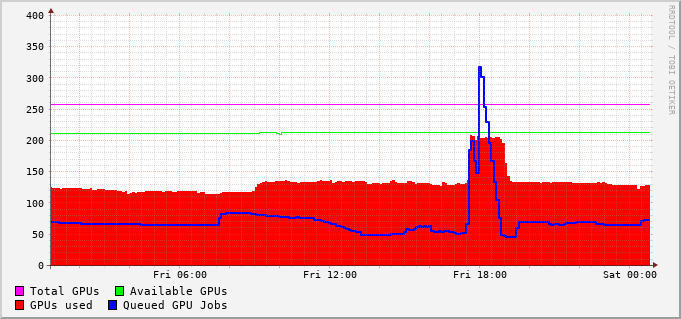 400
350
300
250
200
150
100
50
0
Fri 06:00 Fri 12:00 Fri 18:00 Sat 00:00
Total GPUs Available GPUs
GPUs used Queued GPU Jobs
RRDTOOL / TOBI OETIKER